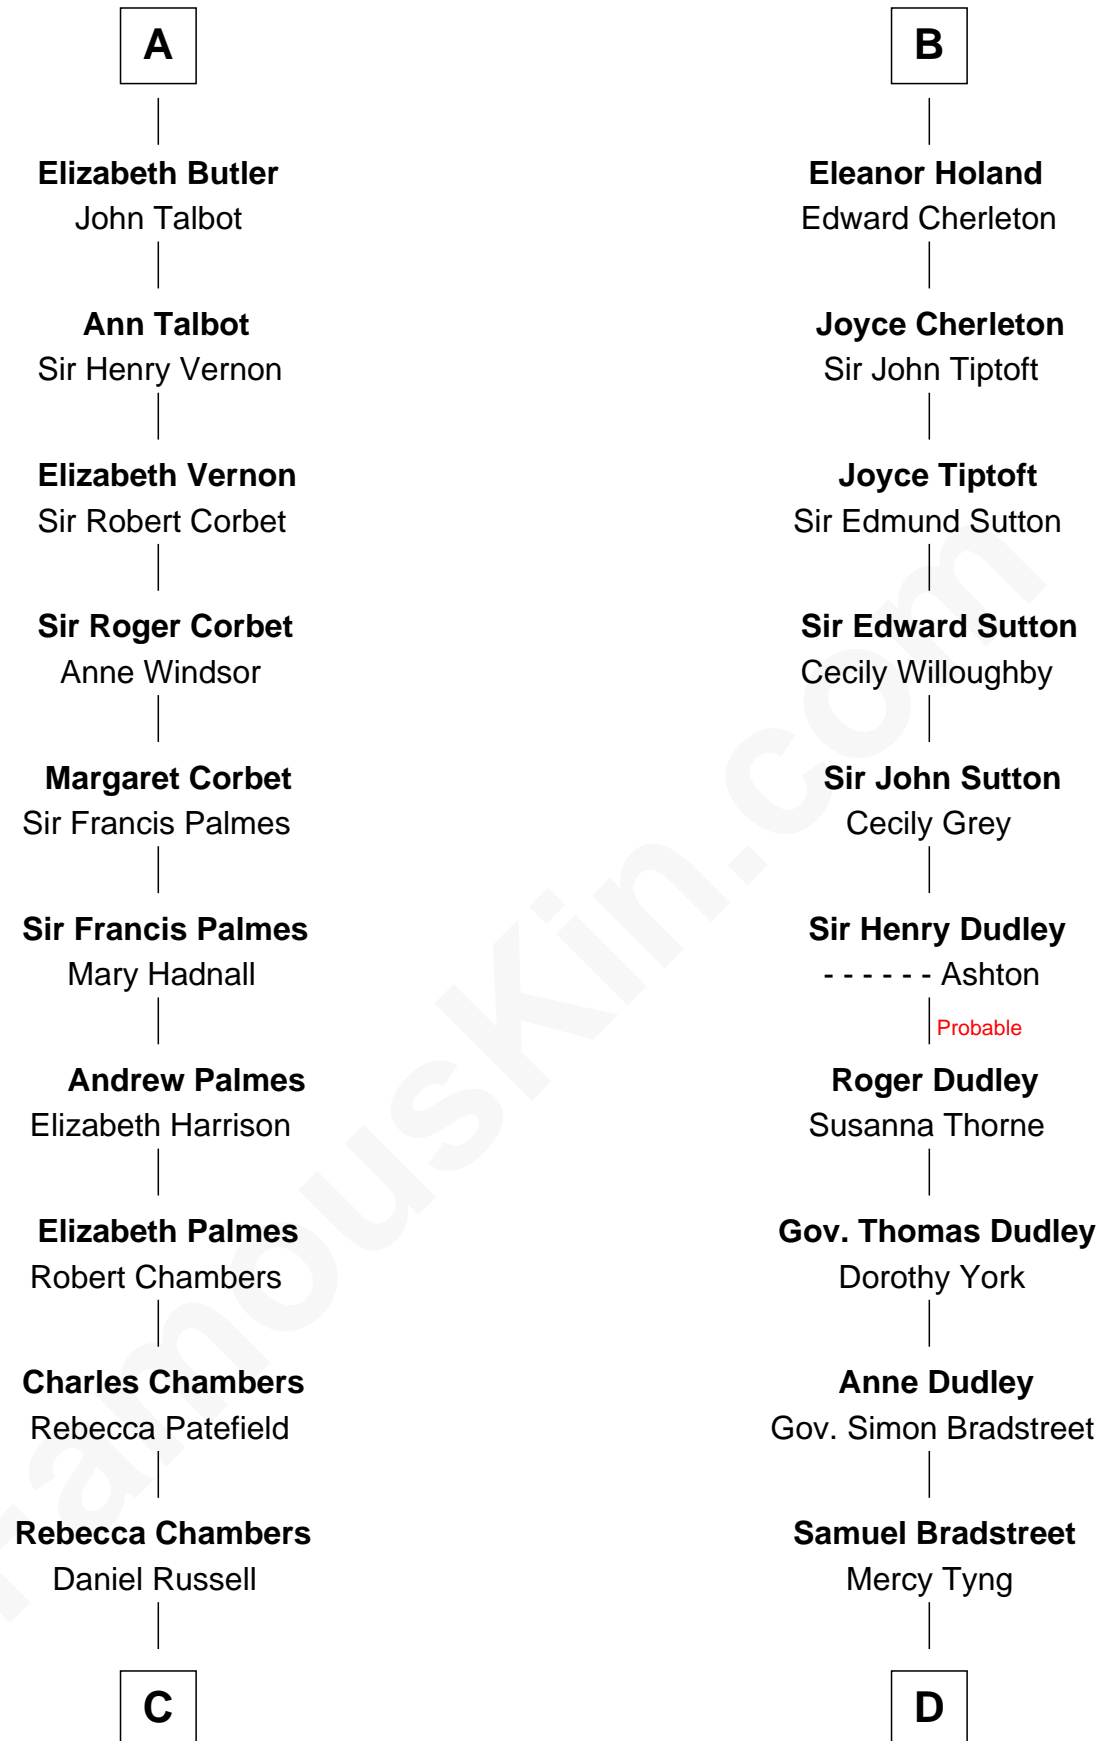 A
Elizabeth Butler
John Talbot
Ann Talbot
Sir Henry Vernon
Elizabeth Vernon
Sir Robert Corbet
Sir Roger Corbet
Anne Windsor
Margaret Corbet
Sir Francis Palmes
Sir Francis Palmes
Mary Hadnall
Andrew Palmes
Elizabeth Harrison
Elizabeth Palmes
Robert Chambers
Charles Chambers
Rebecca Patefield
Rebecca Chambers
Daniel Russell
C
B
Eleanor Holand
Edward Cherleton
Joyce Cherleton
Sir John Tiptoft
Joyce Tiptoft
Sir Edmund Sutton
Sir Edward Sutton
Cecily Willoughby
Sir John Sutton
Cecily Grey
Sir Henry Dudley
- - - - - - Ashton
Probable
Roger Dudley
Susanna Thorne
Gov. Thomas Dudley
Dorothy York
Anne Dudley
Gov. Simon Bradstreet
Samuel Bradstreet
Mercy Tyng
D
FamousKin.com